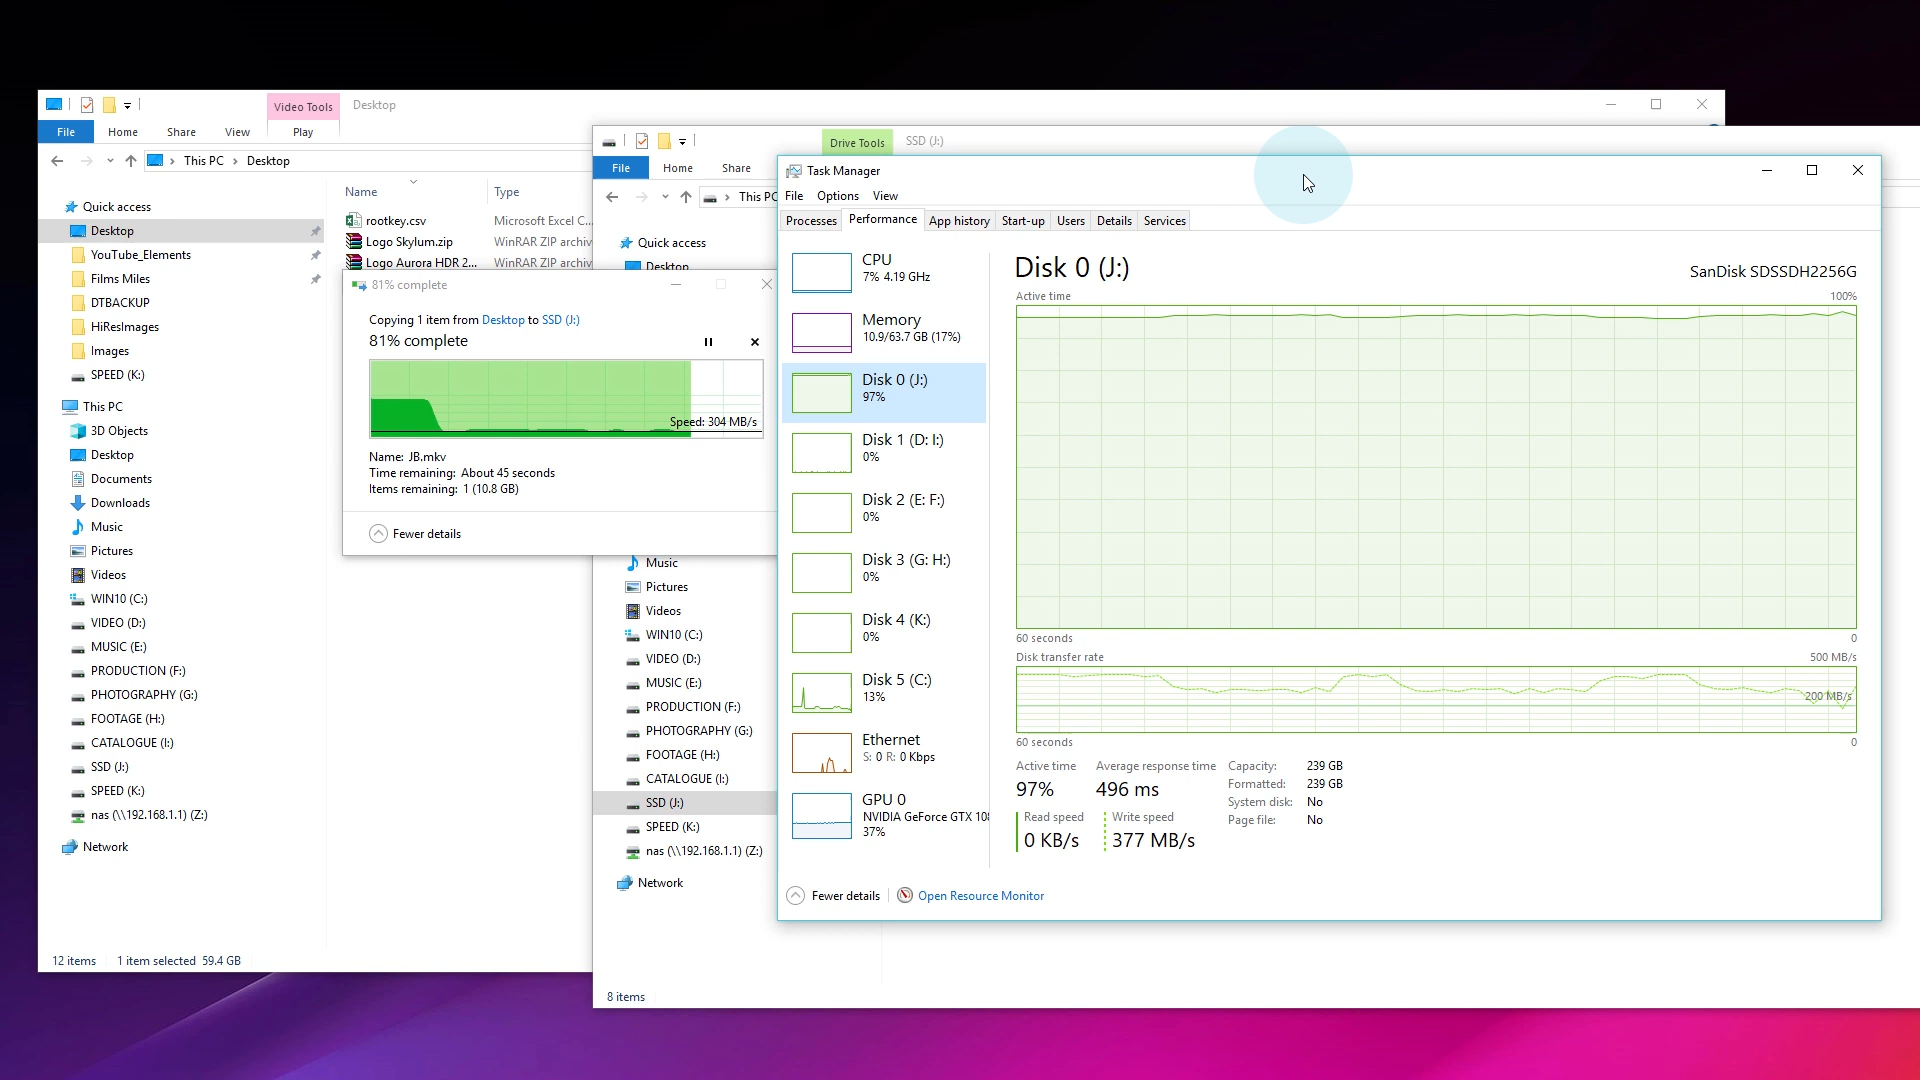 Video Tools
Desktop
File
Home
Share
View
Play
This PC
Desktop
Name
Type
Quick access
Desktop
YouTube_Elements
Films Miles
DTBACKUP
HiResImages
Images
SPEED (K:)
This PC
3D Objects
Desktop
Documents
Downloads
Music
Pictures
Videos
WIN10 (C:)
VIDEO (D:)
MUSIC (E:)
PRODUCTION (F:)
PHOTOGRAPHY (G:)
FOOTAGE (H:)
CATALOGUE (I:)
SSD (J:)
SPEED (K:)
nas (\\192.168.1.1) (Z:)
Network
rootkey.csv Microsoft Excel C...
Logo Skylum.zip WinRAR ZIP archiv
Logo Aurora HDR 2... WinRAR ZIP archiv
12 items 1 item selected 59.4 GB
81% complete
Copying 1 item from Desktop to SSD (J:)
81% complete
Speed: 304 MB/s
Name: JB.mkv
Time remaining: About 45 seconds
Items remaining: 1 (10.8 GB)
Fewer details
Drive Tools
SSD (J:)
File
Home
Share
This PC
Quick access
Desktop
Music
Pictures
Videos
WIN10 (C:)
VIDEO (D:)
MUSIC (E:)
PRODUCTION (F:)
PHOTOGRAPHY (G:)
FOOTAGE (H:)
CATALOGUE (I:)
SSD (J:)
SPEED (K:)
nas (\\192.168.1.1) (Z:)
Network
8 items
Task Manager
File Options View
Processes Performance App history Start-up Users Details Services
CPU
7% 4.19 GHz
Memory
10.9/63.7 GB (17%)
Disk 0 (J:)
97%
Disk 1 (D: I:)
0%
Disk 2 (E: F:)
0%
Disk 3 (G: H:)
0%
Disk 4 (K:)
0%
Disk 5 (C:)
13%
Ethernet
S: 0 R: 0 Kbps
GPU 0
NVIDIA GeForce GTX 108
37%
Disk 0 (J:)
SanDisk SDSSDH2256G
Active time 100%
60 seconds 0
Disk transfer rate 500 MB/s
200 MB/s
60 seconds 0
Active time
97%
Average response time
496 ms
Read speed
0 KB/s
Write speed
377 MB/s
Capacity: 239 GB
Formatted: 239 GB
System disk: No
Page file: No
Fewer details
Open Resource Monitor